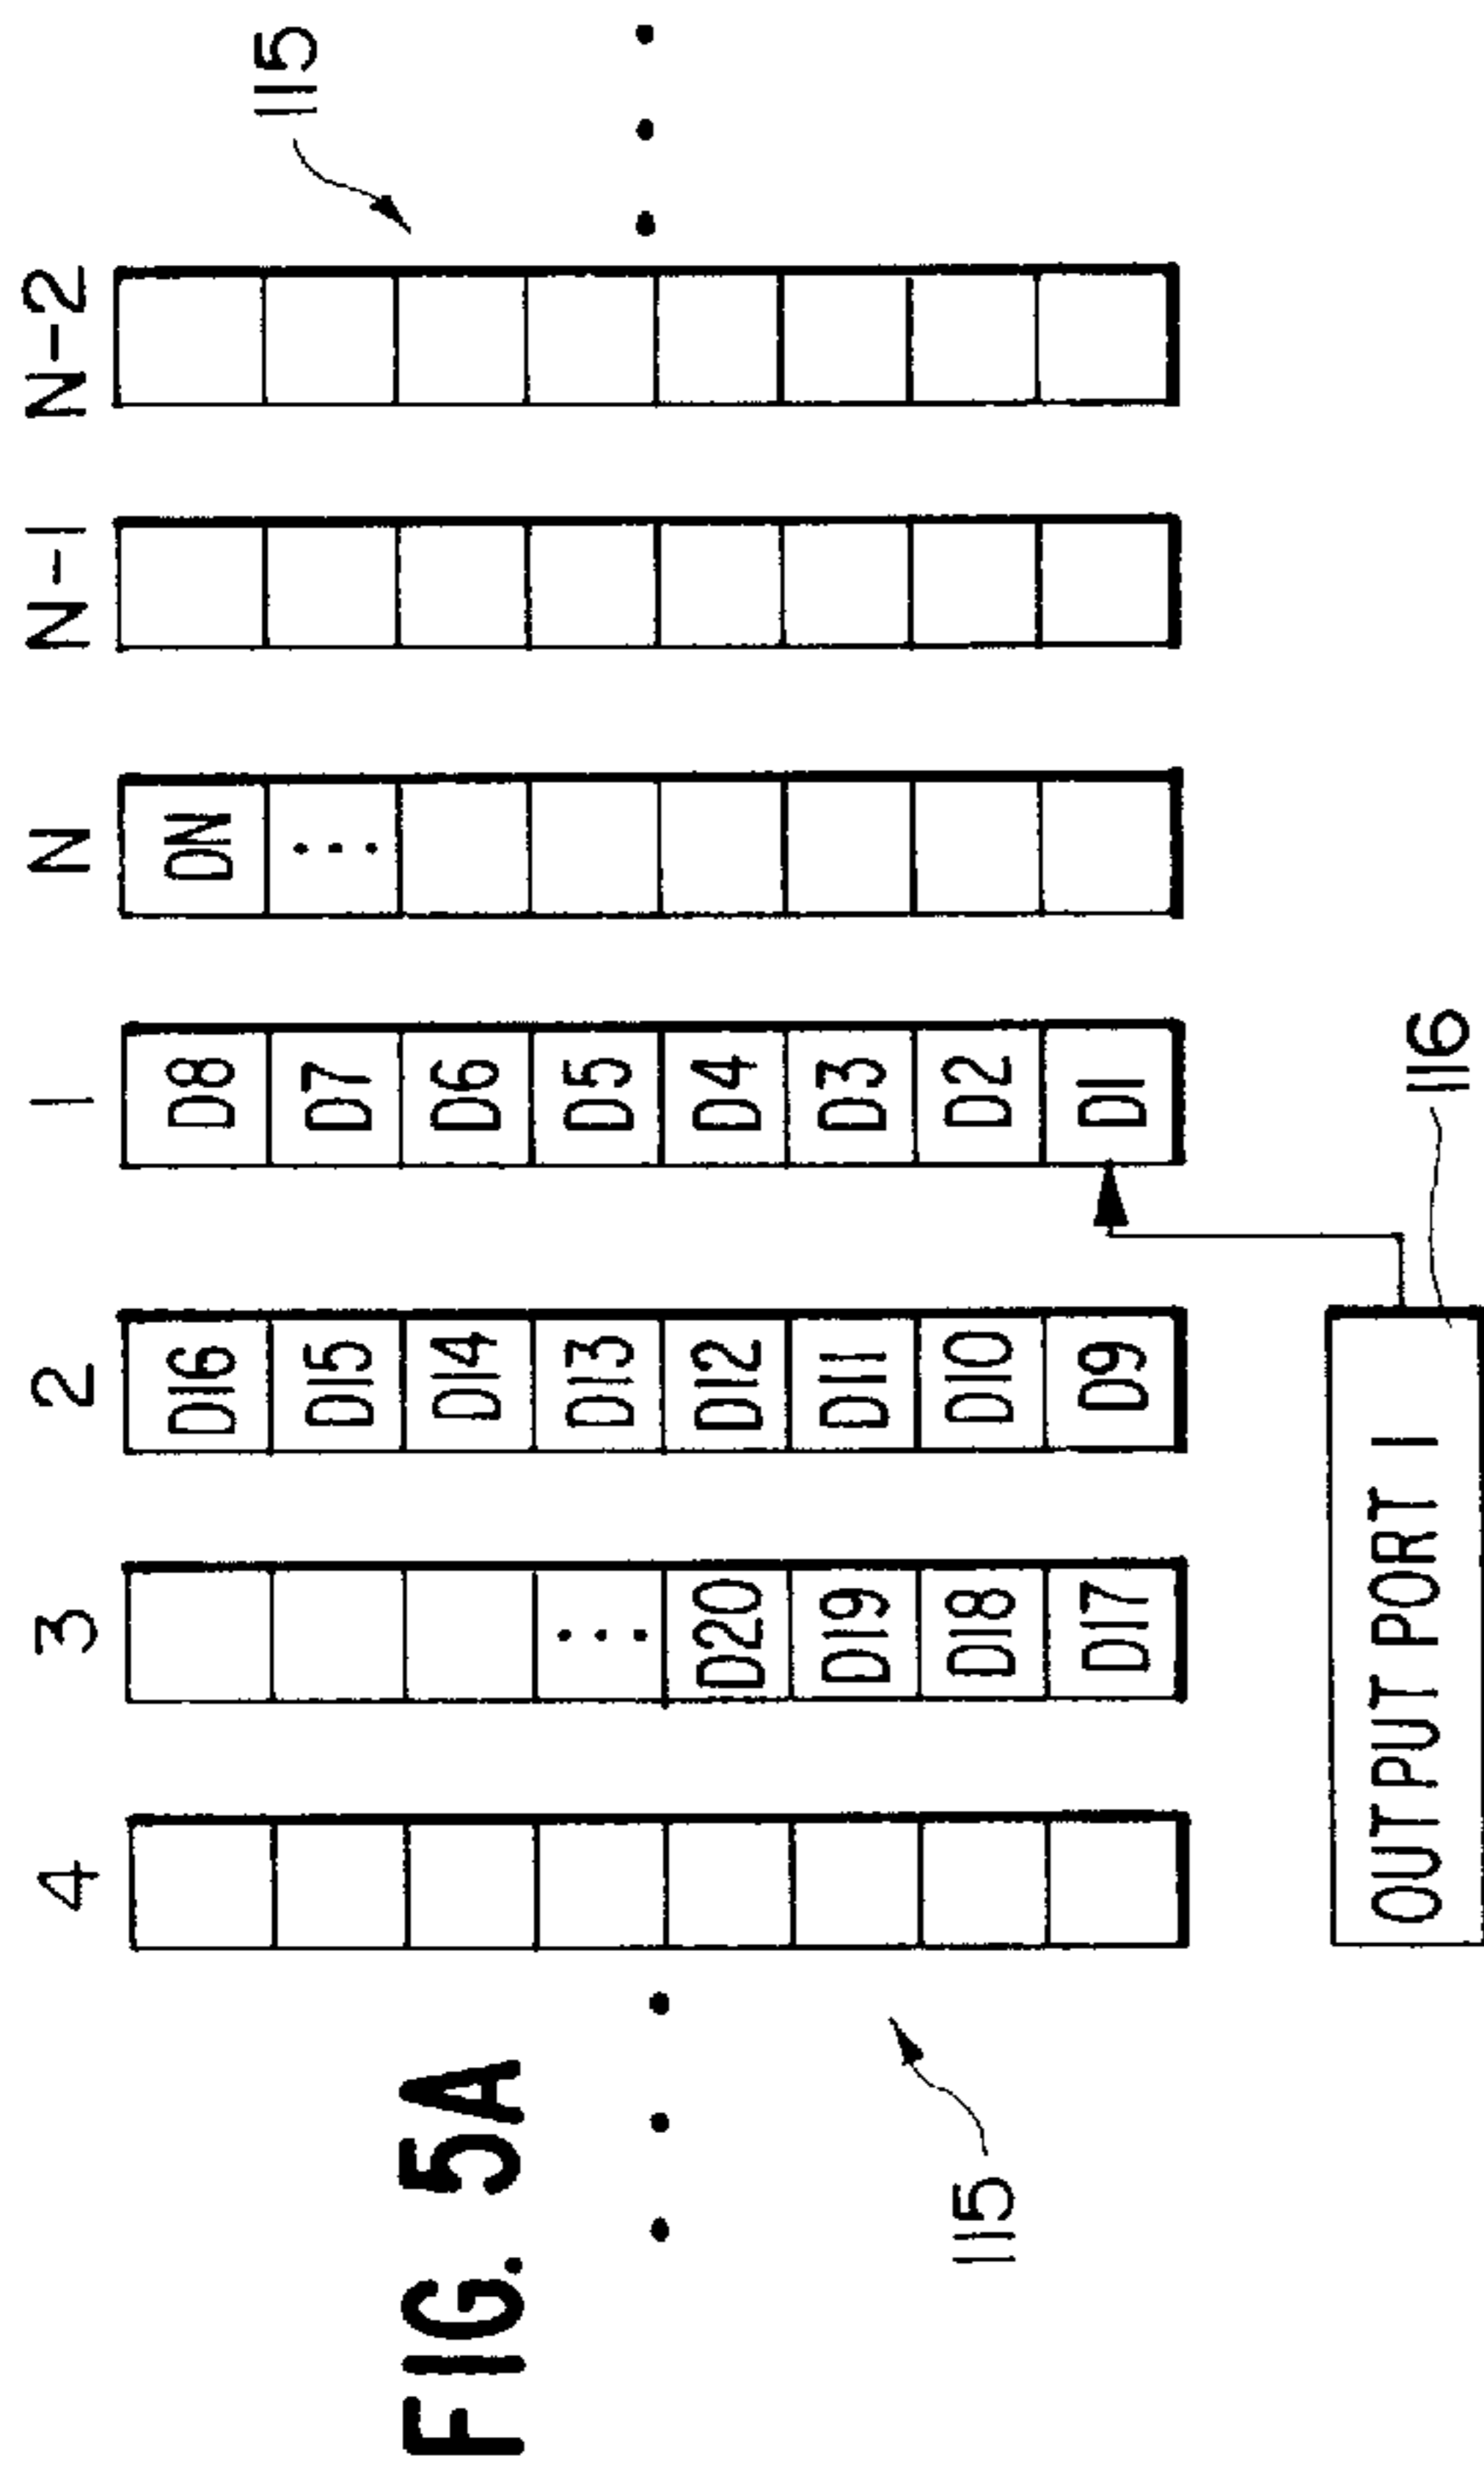 4 3 2 1 N N-1 N-2
D16 D8 DN
115
D15 D7 ...
FIG. 5A
D14 D6
... D13 D5
D20 D12 D4
D19 D11 D3
D18 D10 D2
115
D17 D9 D1
OUTPUT PORT 1
116